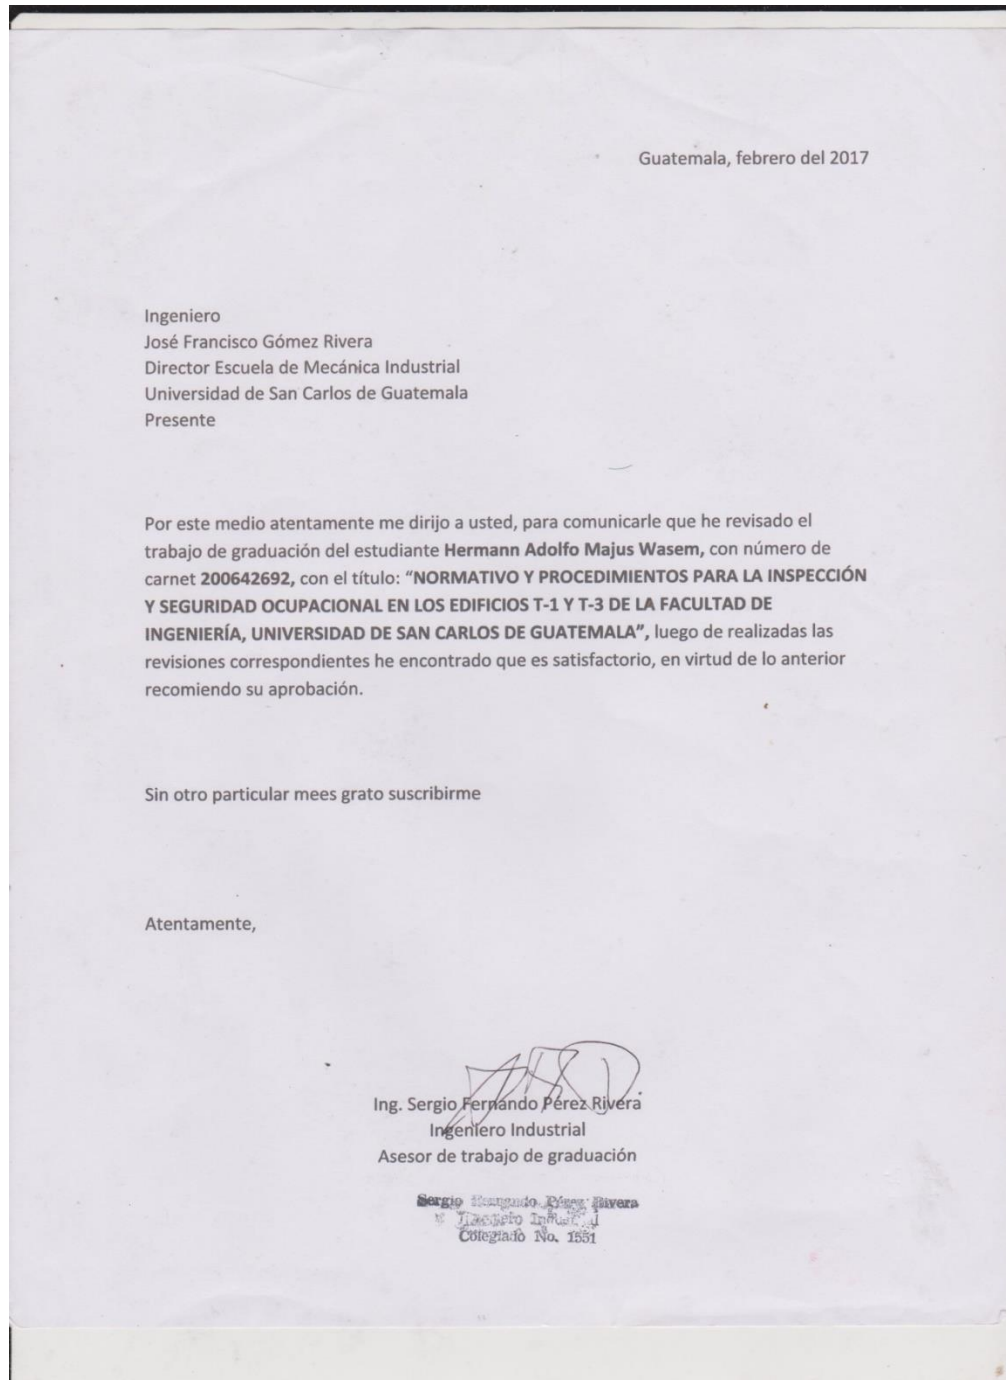 Guatemala, febrero del 2017
Ingeniero
José Francisco Gómez Rivera
Director Escuela de Mecánica Industrial
Universidad de San Carlos de Guatemala
Presente
Por este medio atentamente me dirijo a usted, para comunicarle que he revisado el
trabajo de graduación del estudiante Hermann Adolfo Majus Wasem, con número de
carnet 200642692, con el título: “NORMATIVO Y PROCEDIMIENTOS PARA LA INSPECCIÓN
Y SEGURIDAD OCUPACIONAL EN LOS EDIFICIOS T-1 Y T-3 DE LA FACULTAD DE
INGENIERÍA, UNIVERSIDAD DE SAN CARLOS DE GUATEMALA”, luego de realizadas las
revisiones correspondientes he encontrado que es satisfactorio, en virtud de lo anterior
recomiendo su aprobación.
Sin otro particular mees grato suscribirme
Atentamente,
Ing. Sergio Fernando Pérez Rivera
Ingeniero Industrial
Asesor de trabajo de graduación
Sergio Fernando Pérez Rivera
Ingeniero Industrial
Colegiado No. 1551